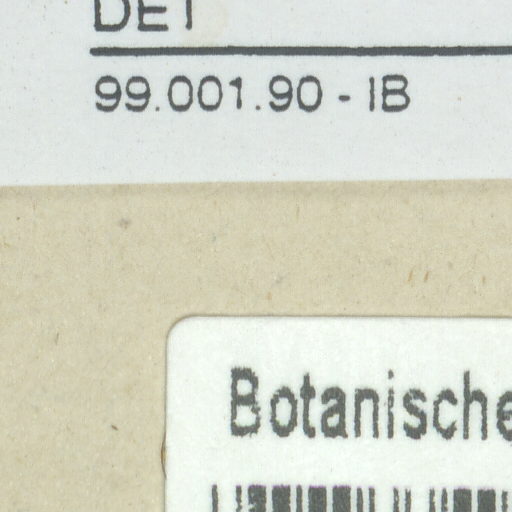 DET
99.001.90 - IB
Botanische